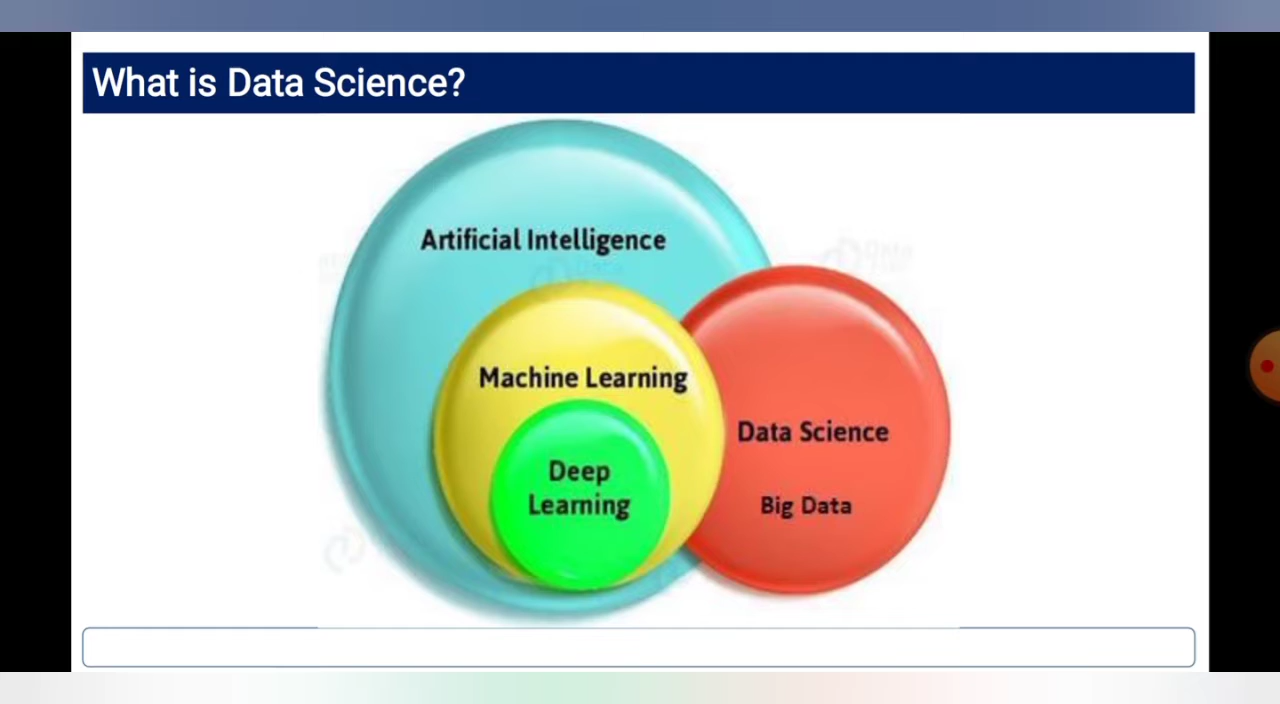 What is Data Science?
Artificial Intelligence
Machine Learning
Deep
Learning
Data Science
Big Data